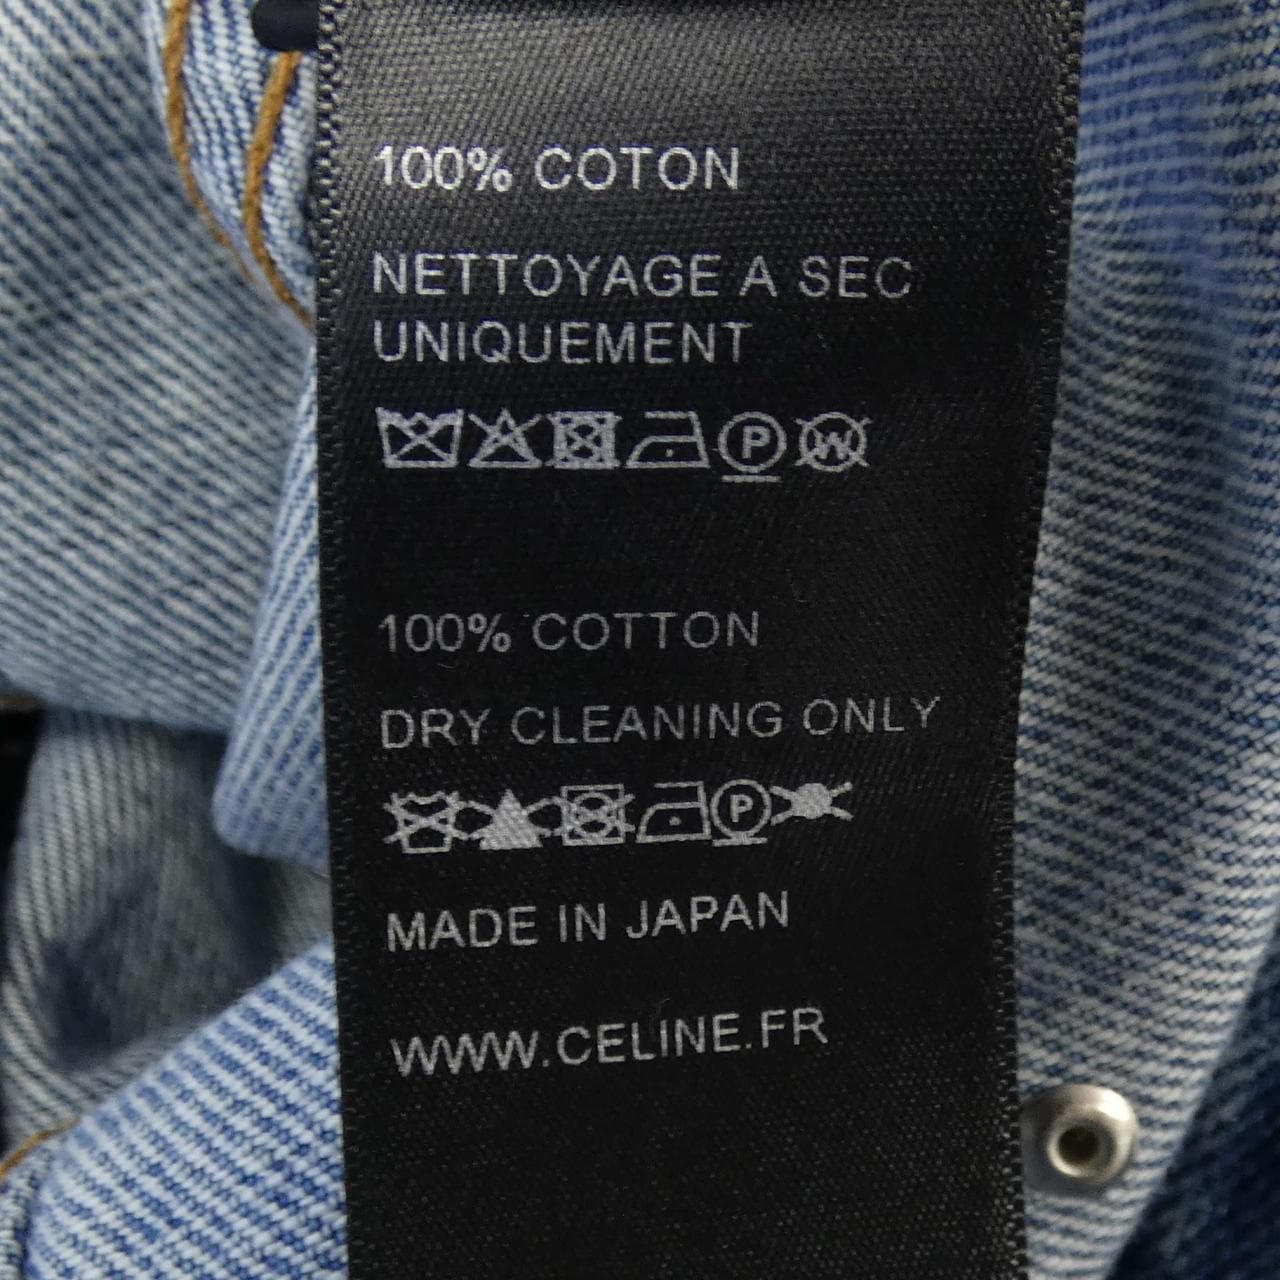 100% COTON
NETTOYAGE A SEC
UNIQUEMENT
P W
100% COTTON
DRY CLEANING ONLY
P
MADE IN JAPAN
WWW.CELINE.FR